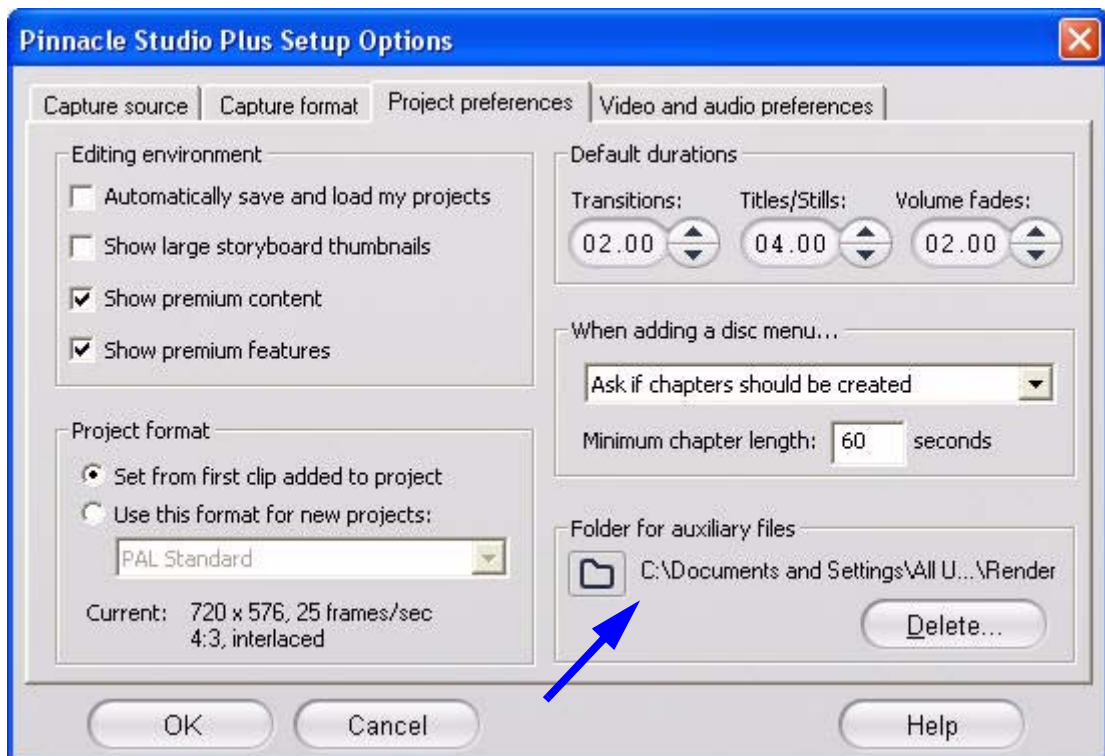 Pinnacle Studio Plus Setup Options
Capture source
Capture format
Project preferences
Video and audio preferences
Editing environment
Automatically save and load my projects
Show large storyboard thumbnails
Show premium content
Show premium features
Project format
Set from first clip added to project
Use this format for new projects:
PAL Standard
Current: 720 x 576, 25 frames/sec
4:3, interlaced
Default durations
Transitions: Titles/Stills: Volume fades:
02.00 04.00 02.00
When adding a disc menu...
Ask if chapters should be created
Minimum chapter length: 60 seconds
Folder for auxiliary files
C:\Documents and Settings\All U...\Render
Delete...
OK
Cancel
Help